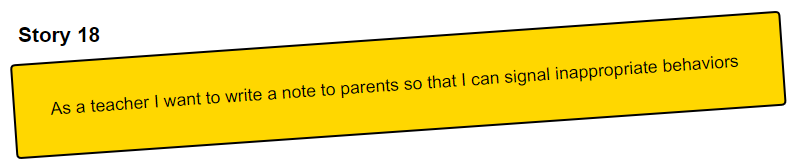 Story 18
As a teacher I want to write a note to parents so that I can signal inappropriate behaviors